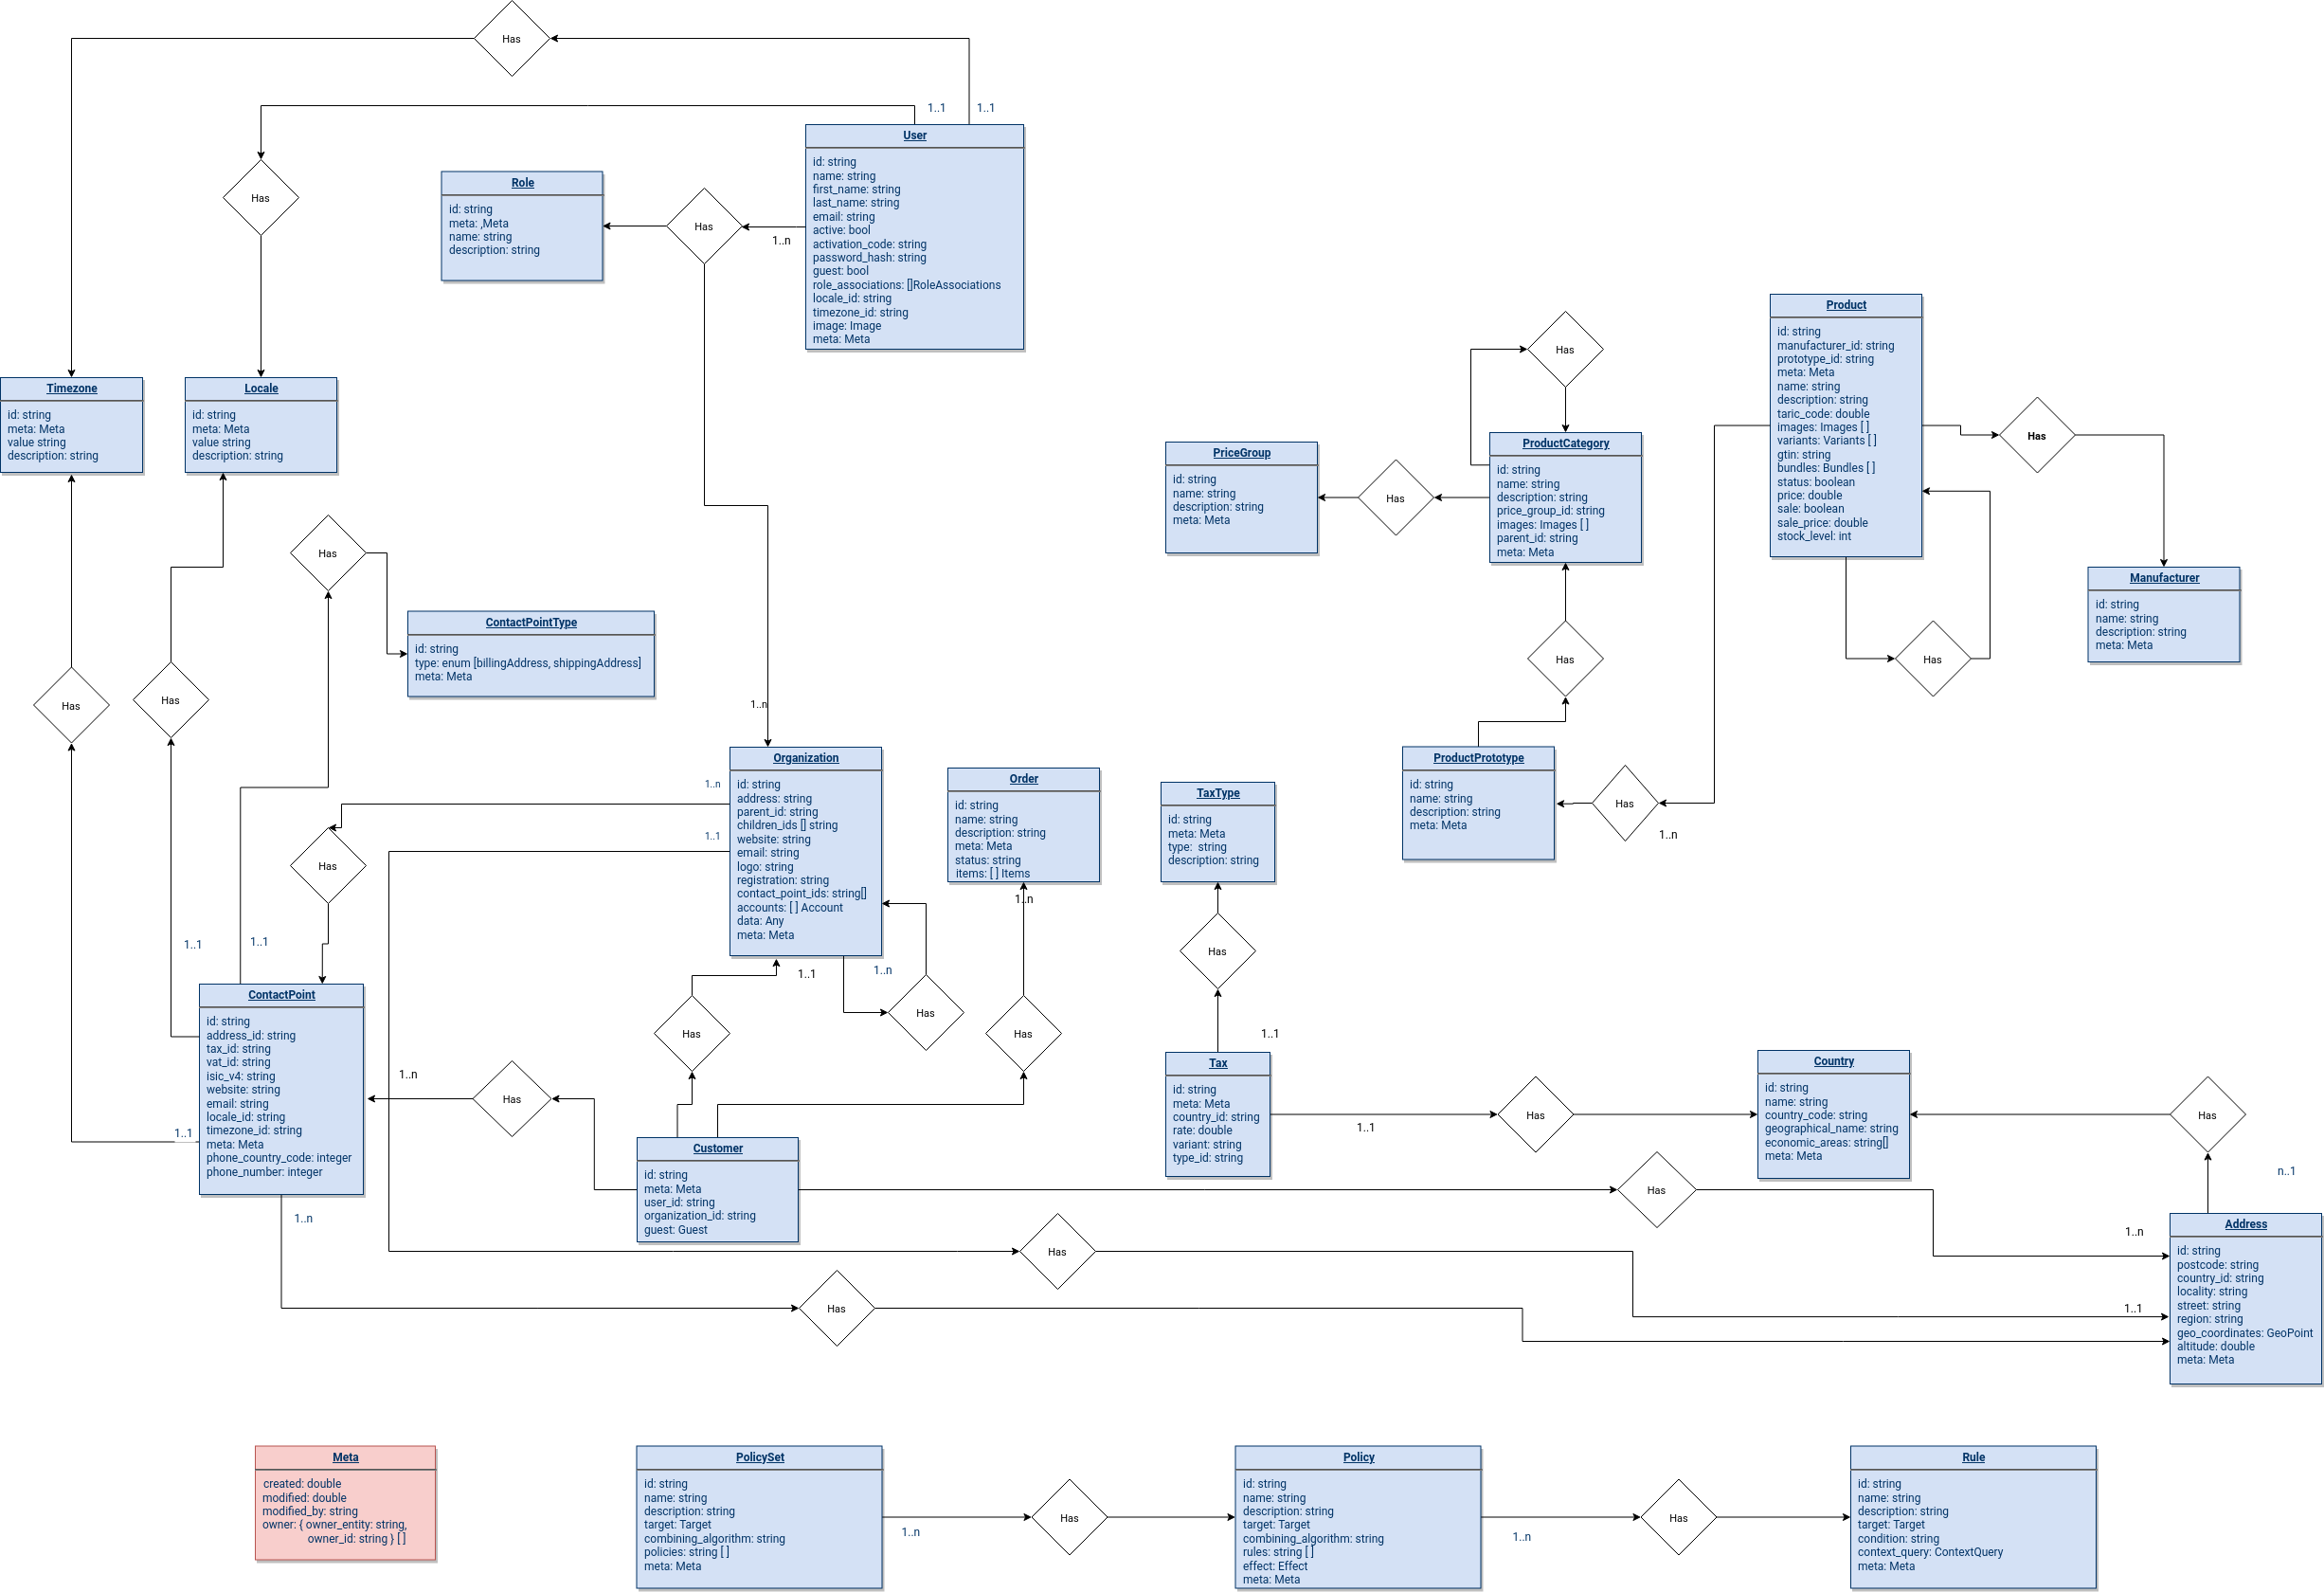 Has
1..1
1..1
User
id: string
name: string
first_name: string
last_name: string
email: string
active: bool
activation_code: string
password_hash: string
guest: bool
role_associations: []RoleAssociations
locale_id: string
timezone_id: string
image: Image
meta: Meta
Has
Role
id: string
meta: ,Meta
name: string
description: string
Has
1..n
Timezone
id: string
meta: Meta
value string
description: string
Locale
id: string
meta: Meta
value string
description: string
Has
ContactPointType
id: string
type: enum [billingAddress, shippingAddress]
meta: Meta
Has
Has
Has
PriceGroup
id: string
name: string
description: string
meta: Meta
Has
ProductCategory
id: string
name: string
description: string
price_group_id: string
images: Images [ ]
parent_id: string
meta: Meta
Product
id: string
manufacturer_id: string
prototype_id: string
meta: Meta
name: string
description: string
taric_code: double
images: Images [ ]
variants: Variants [ ]
gtin: string
bundles: Bundles [ ]
status: boolean
price: double
sale: boolean
sale_price: double
stock_level: int
Has
Manufacturer
id: string
name: string
description: string
meta: Meta
Has
Has
ProductPrototype
id: string
name: string
description: string
meta: Meta
Has
1..n
1..n
1..n
1..1
Organization
id: string
address: string
parent_id: string
children_ids [] string
website: string
email: string
logo: string
registration: string
contact_point_ids: string[]
accounts: [ ] Account
data: Any
meta: Meta
Order
id: string
name: string
description: string
meta: Meta
status: string
items: [ ] Items
1..n
TaxType
id: string
meta: Meta
type:  string
description: string
Has
Has
1..1
1..1
1..1
1..n
Has
Has
Has
1..1
ContactPoint
id: string
address_id: string
tax_id: string
vat_id: string
isic_v4: string
website: string
email: string
locale_id: string
timezone_id: string
meta: Meta
phone_country_code: integer
phone_number: integer
1..1
1..n
1..n
Has
Customer
id: string
meta: Meta
user_id: string
organization_id: string
guest: Guest
Tax
id: string
meta: Meta
country_id: string
rate: double
variant: string
type_id: string
1..1
Has
Country
id: string
name: string
country_code: string
geographical_name: string
economic_areas: string[]
meta: Meta
Has
n..1
Has
1..n
Has
1..1
Has
Address
id: string
postcode: string
country_id: string
locality: string
street: string
region: string
geo_coordinates: GeoPoint
altitude: double
meta: Meta
Meta
created: double
modified: double
modified_by: string
owner: { owner_entity: string,
owner_id: string } [ ]
PolicySet
id: string
name: string
description: string
target: Target
combining_algorithm: string
policies: string [ ]
meta: Meta
1..n
Has
Policy
id: string
name: string
description: string
target: Target
combining_algorithm: string
rules: string [ ]
effect: Effect
meta: Meta
1..n
Has
Rule
id: string
name: string
description: string
target: Target
condition: string
context_query: ContextQuery
meta: Meta